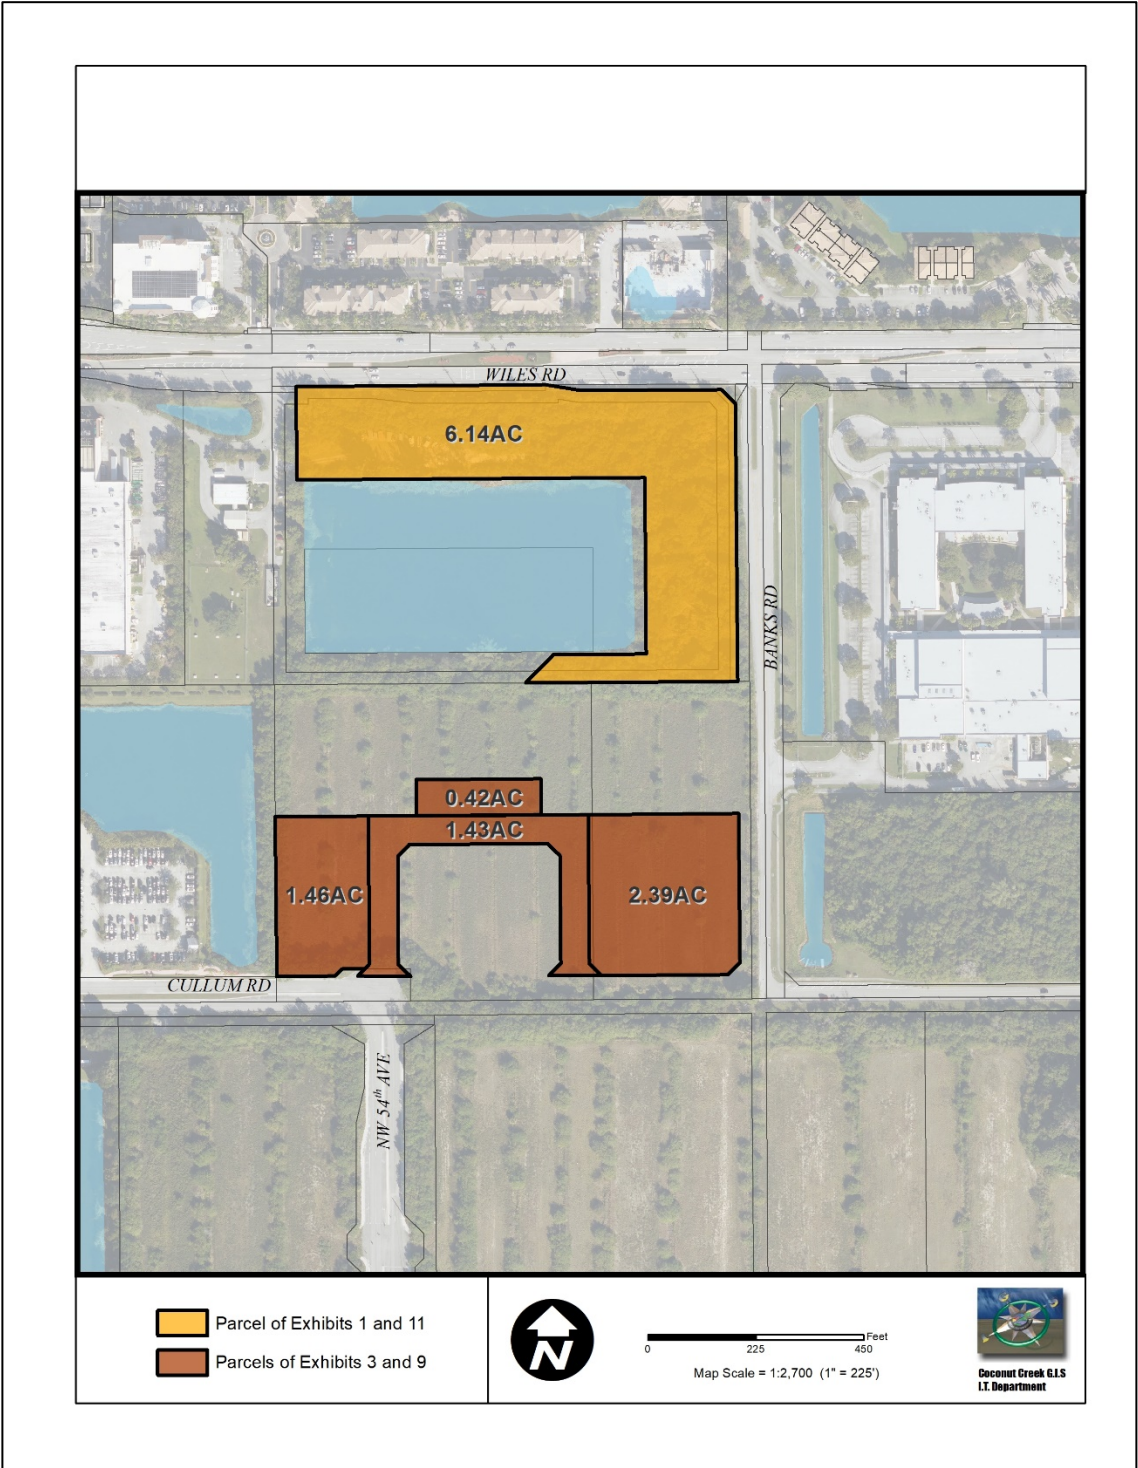 WILES RD
6.14AC
BANKS RD
0.42AC
1.43AC
1.46AC
2.39AC
CULLUM RD
NW 54th AVE
Parcel of Exhibits 1 and 11
Parcels of Exhibits 3 and 9
N
Feet
0 225 450
Map Scale = 1:2,700 (1" = 225')
Coconut Creek G.I.S
I.T. Department